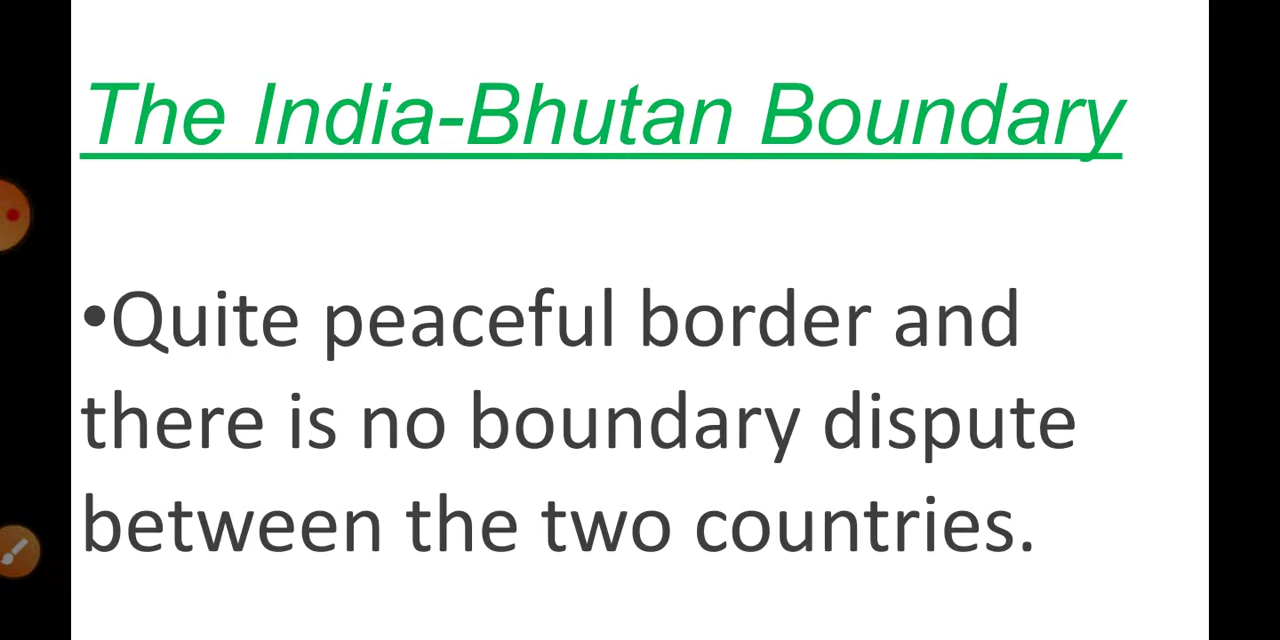 The India-Bhutan Boundary
•Quite peaceful border and
there is no boundary dispute
between the two countries.